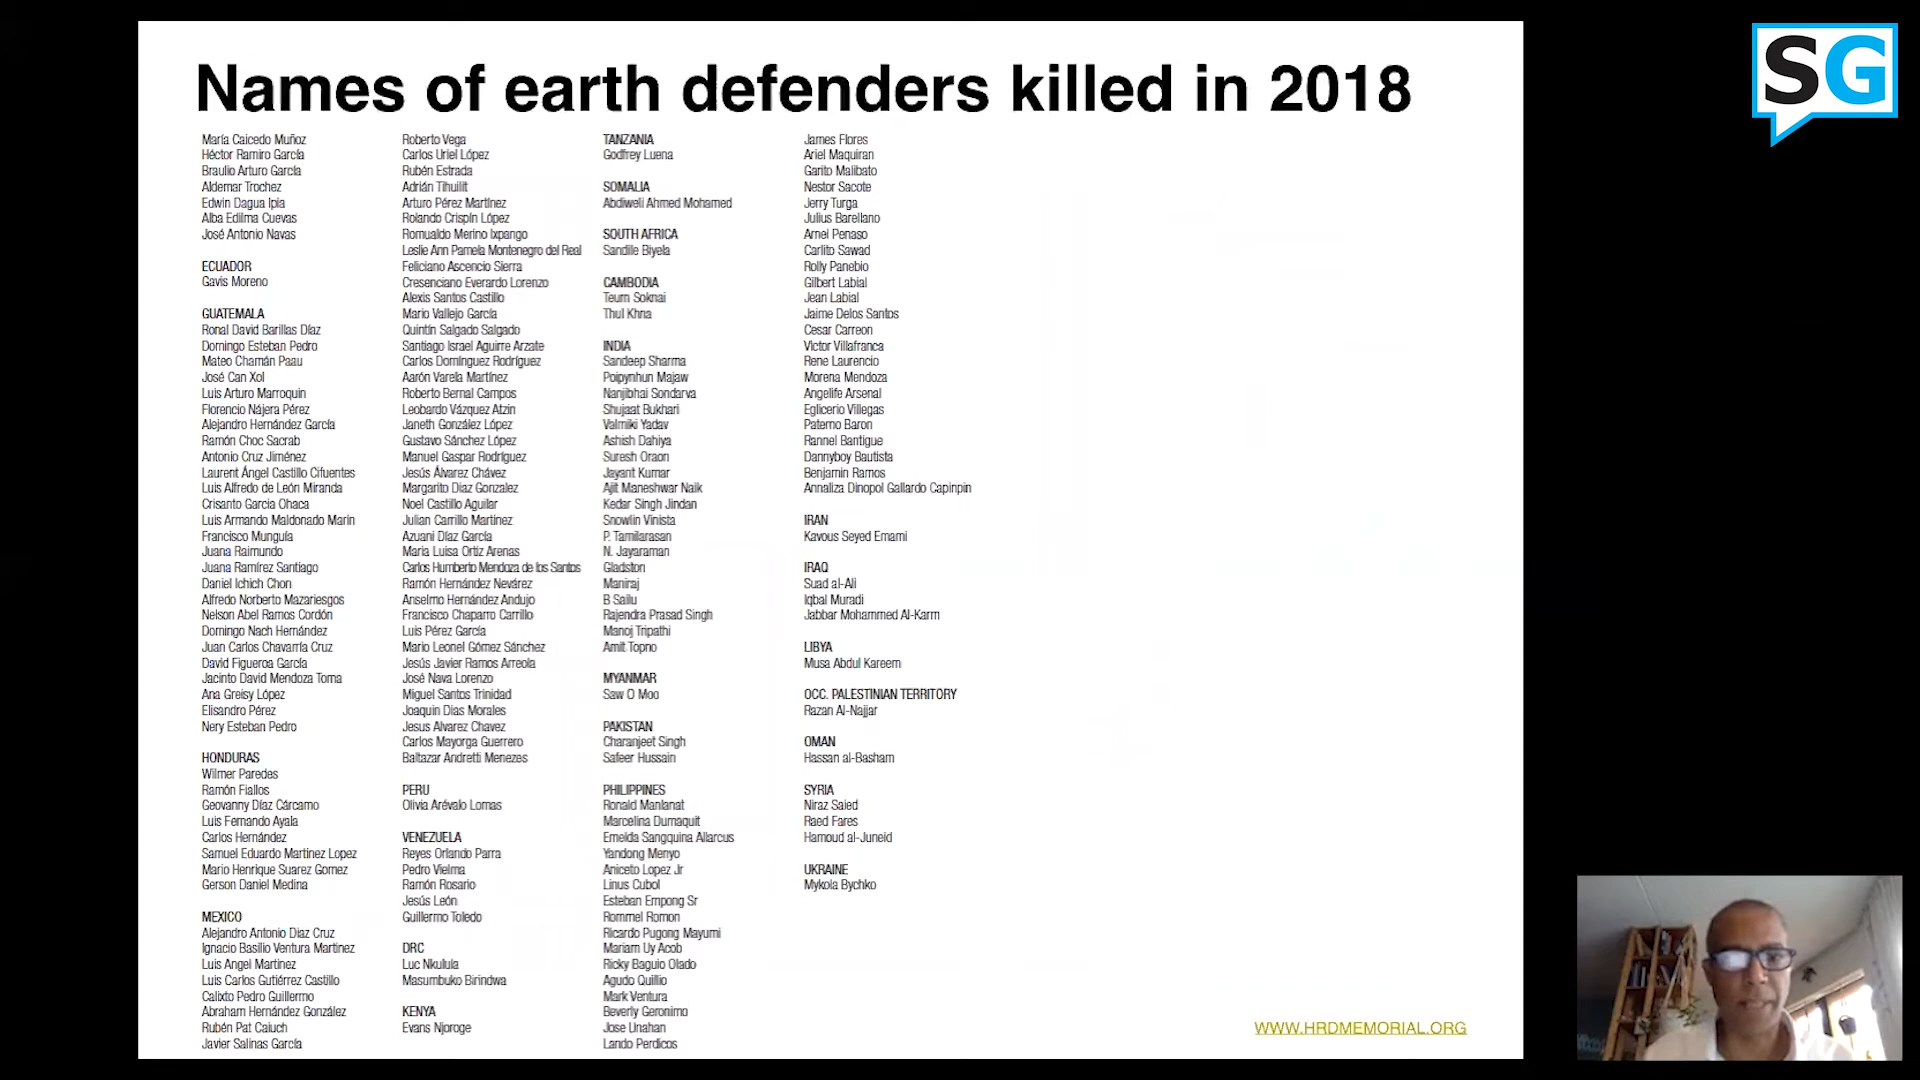 Names of earth defenders killed in 2018
María Caicedo Muñoz
Héctor Ramiro García
Braulio Arturo García
Aldemar Trochez
Edwin Dagua Ipia
Alba Edilma Cuevas
José Antonio Navas
ECUADOR
Gavis Moreno
GUATEMALA
Ronal David Barillas Díaz
Domingo Esteban Pedro
Mateo Chamán Paau
José Can Xol
Luis Arturo Marroquin
Florencio Nájera Pérez
Alejandro Hernández García
Ramón Choc Sacrab
Antonio Cruz Jiménez
Laurent Ángel Castillo Cifuentes
Luis Alfredo de León Miranda
Crisanto Garcia Ohaca
Luis Armando Maldonado Marín
Francisco Munguía
Juana Raimundo
Juana Ramírez Santiago
Daniel Ichich Chon
Alfredo Norberto Mazariesgos
Nelson Abel Ramos Cordón
Domingo Nach Hernández
Juan Carlos Chavarría Cruz
David Figueroa García
Jacinto David Mendoza Toma
Ana Greisy López
Elisandro Pérez
Nery Esteban Pedro
HONDURAS
Wilmer Paredes
Ramón Fiallos
Geovanny Díaz Cárcamo
Luis Fernando Ayala
Carlos Hernández
Samuel Eduardo Martinez Lopez
Mario Henrique Suarez Gomez
Gerson Daniel Medina
MEXICO
Alejandro Antonio Diaz Cruz
Ignacio Basilio Ventura Martinez
Luis Angel Martinez
Luis Carlos Gutiérrez Castillo
Calixto Pedro Guillermo
Abraham Hernández González
Rubén Pat Caiuch
Javier Salinas García
Roberto Vega
Carlos Uriel López
Rubén Estrada
Adrián Tihuilit
Arturo Pérez Martínez
Rolando Crispín López
Romualdo Merino Ixpango
Leslie Ann Pamela Montenegro del Real
Feliciano Ascencio Sierra
Cresenciano Everardo Lorenzo
Alexis Santos Castillo
Mario Vallejo García
Quintín Salgado Salgado
Santiago Israel Aguirre Arzate
Carlos Domínguez Rodríguez
Aarón Varela Martínez
Roberto Bernal Campos
Leobardo Vázquez Atzin
Janeth González López
Gustavo Sánchez López
Manuel Gaspar Rodríguez
Jesús Álvarez Chávez
Margarito Diaz Gonzalez
Noel Castillo Aguilar
Julian Carrillo Martinez
Azuani Díaz García
Maria Luisa Ortiz Arenas
Carlos Humberto Mendoza de los Santos
Ramón Hernández Nevárez
Anselmo Hernández Andujo
Francisco Chaparro Carrillo
Luis Pérez García
Mario Leonel Gómez Sánchez
Jesús Javier Ramos Arreola
José Nava Lorenzo
Miguel Santos Trinidad
Joaquin Dias Morales
Jesus Alvarez Chavez
Carlos Mayorga Guerrero
Baltazar Andretti Menezes
PERU
Olivia Arévalo Lomas
VENEZUELA
Reyes Orlando Parra
Pedro Vielma
Ramón Rosario
Jesús León
Guillermo Toledo
DRC
Luc Nkulula
Masumbuko Birindwa
KENYA
Evans Njoroge
TANZANIA
Godfrey Luena
SOMALIA
Abdiweli Ahmed Mohamed
SOUTH AFRICA
Sandile Biyela
CAMBODIA
Teum Soknai
Thul Khna
INDIA
Sandeep Sharma
Poipynhun Majaw
Nanjibhai Sondarva
Shujaat Bukhari
Valmiki Yadav
Ashish Dahiya
Suresh Oraon
Jayant Kumar
Ajit Maneshwar Naik
Kedar Singh Jindan
Snowlin Vinista
P. Tamilarasan
N. Jayaraman
Gladston
Maniraj
B Sailu
Rajendra Prasad Singh
Manoj Tripathi
Amit Topno
MYANMAR
Saw O Moo
PAKISTAN
Charanjeet Singh
Safeer Hussain
PHILIPPINES
Ronald Manlanat
Marcelina Dumaquit
Emelda Sangquina Allarcus
Yandong Menyo
Aniceto Lopez Jr
Linus Cubol
Esteban Empong Sr
Rommel Romon
Ricardo Pugong Mayumi
Mariam Uy Acob
Ricky Baguio Olado
Agudo Quillio
Mark Ventura
Beverly Geronimo
Jose Unahan
Lando Perdicos
James Flores
Ariel Maquiran
Garito Malibato
Nestor Sacote
Jerry Turga
Julius Barellano
Arnel Penaso
Carlito Sawad
Rolly Panebio
Gilbert Labial
Jean Labial
Jaime Delos Santos
Cesar Carreon
Victor Villafranca
Rene Laurencio
Morena Mendoza
Angelife Arsenal
Eglicerio Villegas
Paterno Baron
Rannel Bantigue
Dannyboy Bautista
Benjamin Ramos
Annaliza Dinopol Gallardo Capinpin
IRAN
Kavous Seyed Emami
IRAQ
Suad al-Ali
Iqbal Muradi
Jabbar Mohammed Al-Karm
LIBYA
Musa Abdul Kareem
OCC. PALESTINIAN TERRITORY
Razan Al-Najjar
OMAN
Hassan al-Basham
SYRIA
Niraz Saied
Raed Fares
Hamoud al-Juneid
UKRAINE
Mykola Bychko
WWW.HRDMEMORIAL.ORG
SG